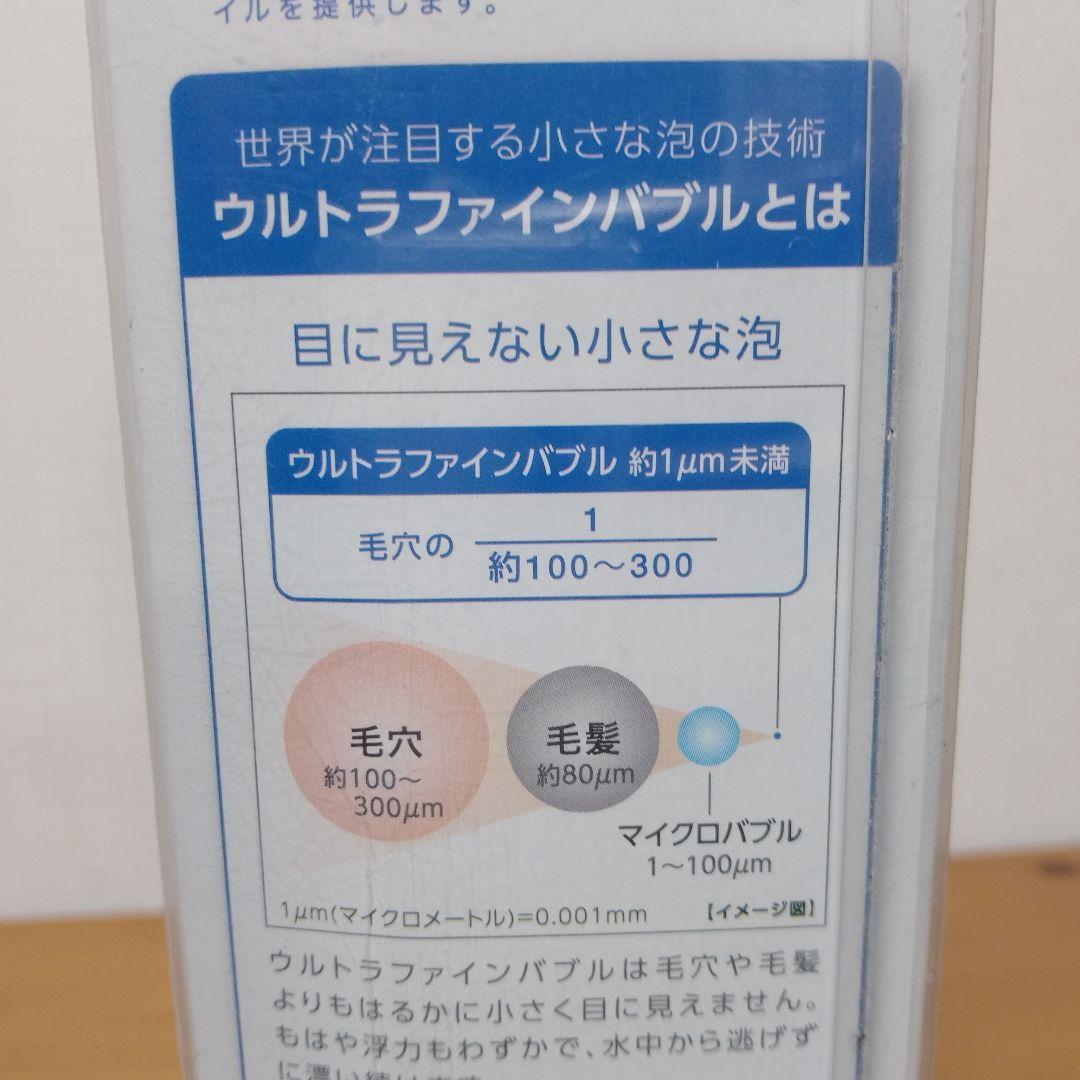 イルを提供します。
世界が注目する小さな泡の技術
ウルトラファインバブルとは
目に見えない小さな泡
ウルトラファインバブル 約1μm未満
毛穴の 1
約100〜300
毛穴
約100〜
300μm
毛髪
約80μm
マイクロバブル
1〜100μm
1μm(マイクロメートル)=0.001mm 【イメージ図】
ウルトラファインバブルは毛穴や毛髪
よりもはるかに小さく目に見えません。
もはや浮力もわずかで、水中から逃げず
に漂い続けます